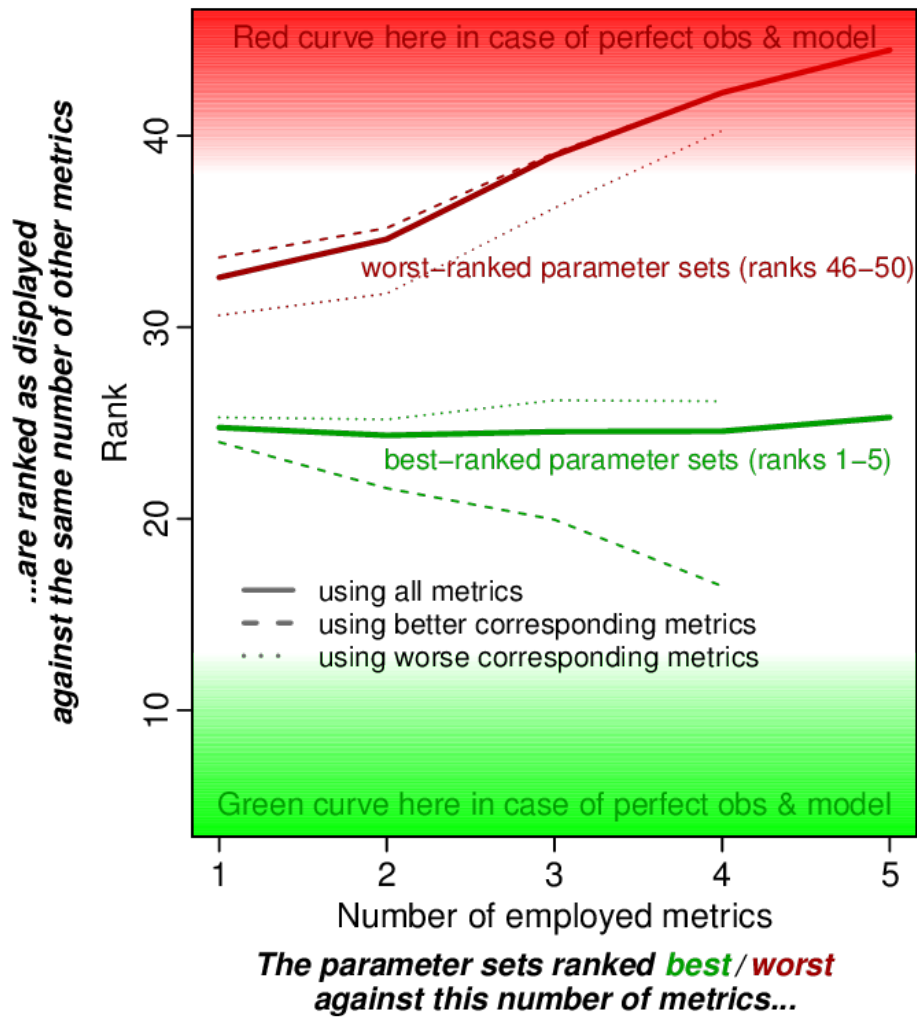 Red curve here in case of perfect obs & model
...are ranked as displayed
against the same number of other metrics
Rank
40
30
20
10
worst−ranked parameter sets (ranks 46−50)
best−ranked parameter sets (ranks 1−5)
using all metrics
using better corresponding metrics
using worse corresponding metrics
Green curve here in case of perfect obs & model
1 2 3 4 5
Number of employed metrics
The parameter sets ranked best/worst
against this number of metrics...